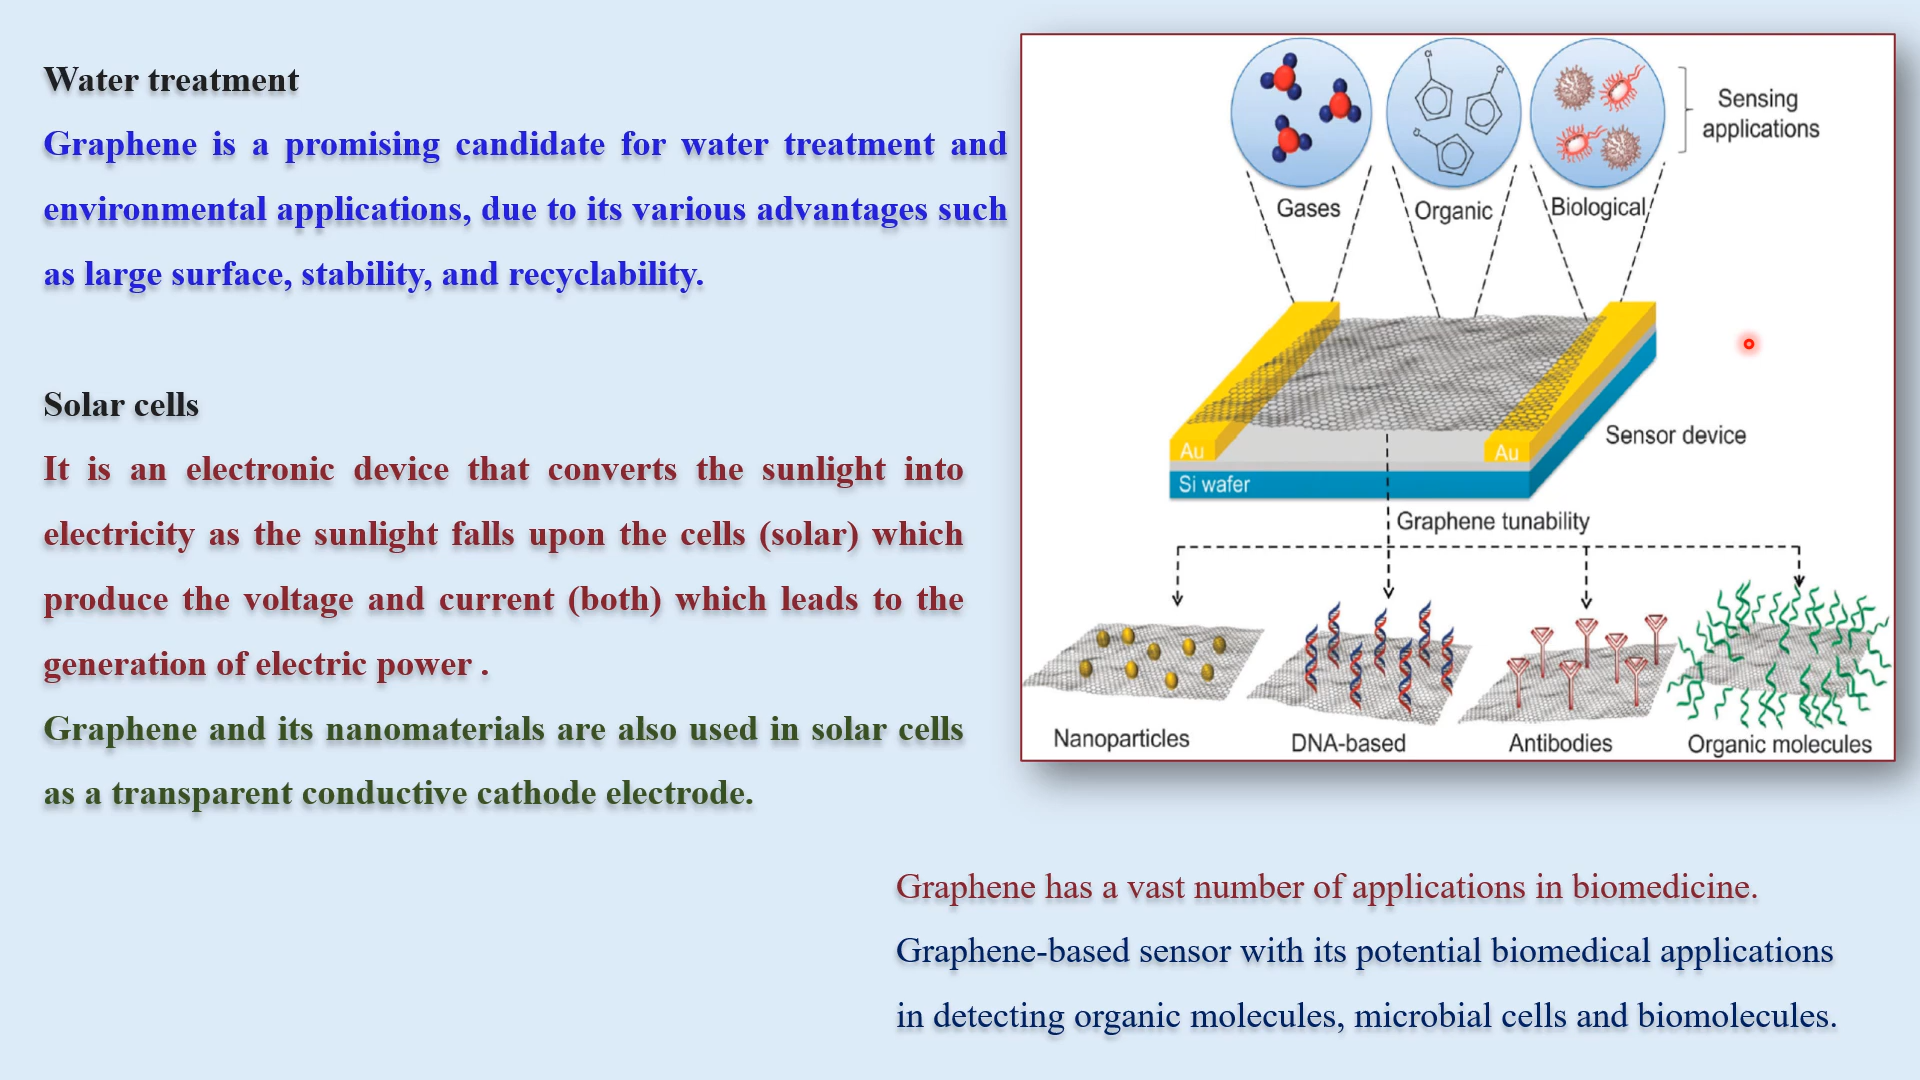 Water treatment
Graphene is a promising candidate for water treatment and
environmental applications, due to its various advantages such
as large surface, stability, and recyclability.
Solar cells
It is an electronic device that converts the sunlight into
electricity as the sunlight falls upon the cells (solar) which
produce the voltage and current (both) which leads to the
generation of electric power .
Graphene and its nanomaterials are also used in solar cells
as a transparent conductive cathode electrode.
Sensing
applications
Gases
Organic
Biological
Au
Au
Sensor device
Si wafer
Graphene tunability
Nanoparticles
DNA-based
Antibodies
Organic molecules
Graphene has a vast number of applications in biomedicine.
Graphene-based sensor with its potential biomedical applications
in detecting organic molecules, microbial cells and biomolecules.